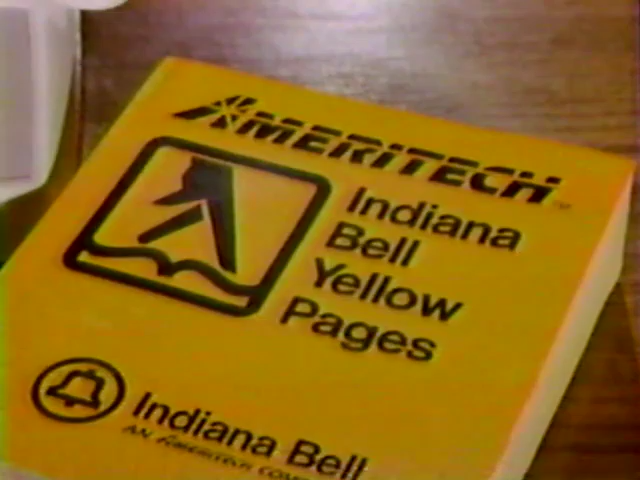 AMERITECH
Indiana
Bell
Yellow
Pages
Indiana Bell
AN AMERITECH